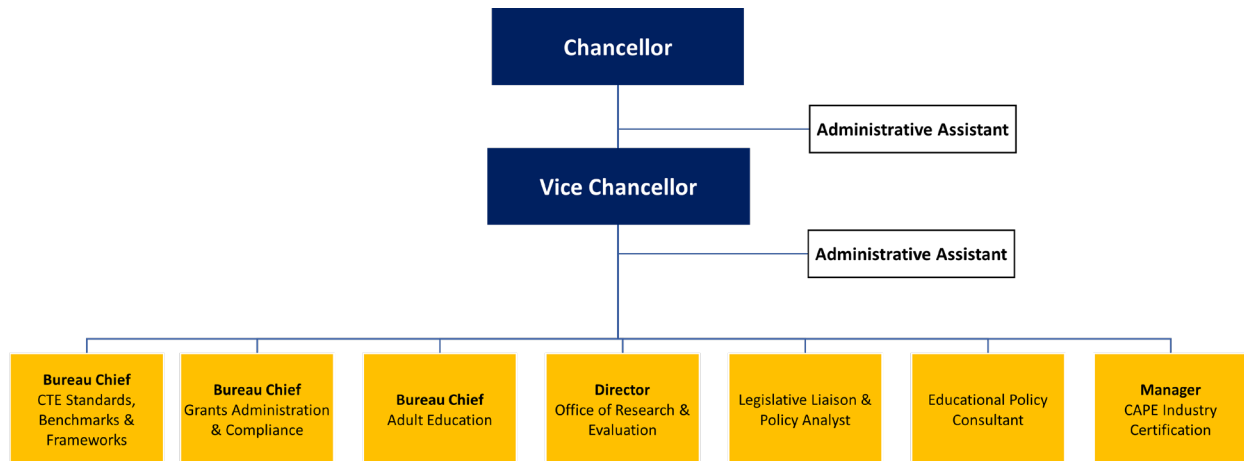 Chancellor
Administrative Assistant
Vice Chancellor
Administrative Assistant
Bureau Chief
CTE Standards,
Benchmarks &
Frameworks
Bureau Chief
Grants Administration
& Compliance
Bureau Chief
Adult Education
Director
Office of Research &
Evaluation
Legislative Liaison &
Policy Analyst
Educational Policy
Consultant
Manager
CAPE Industry
Certification